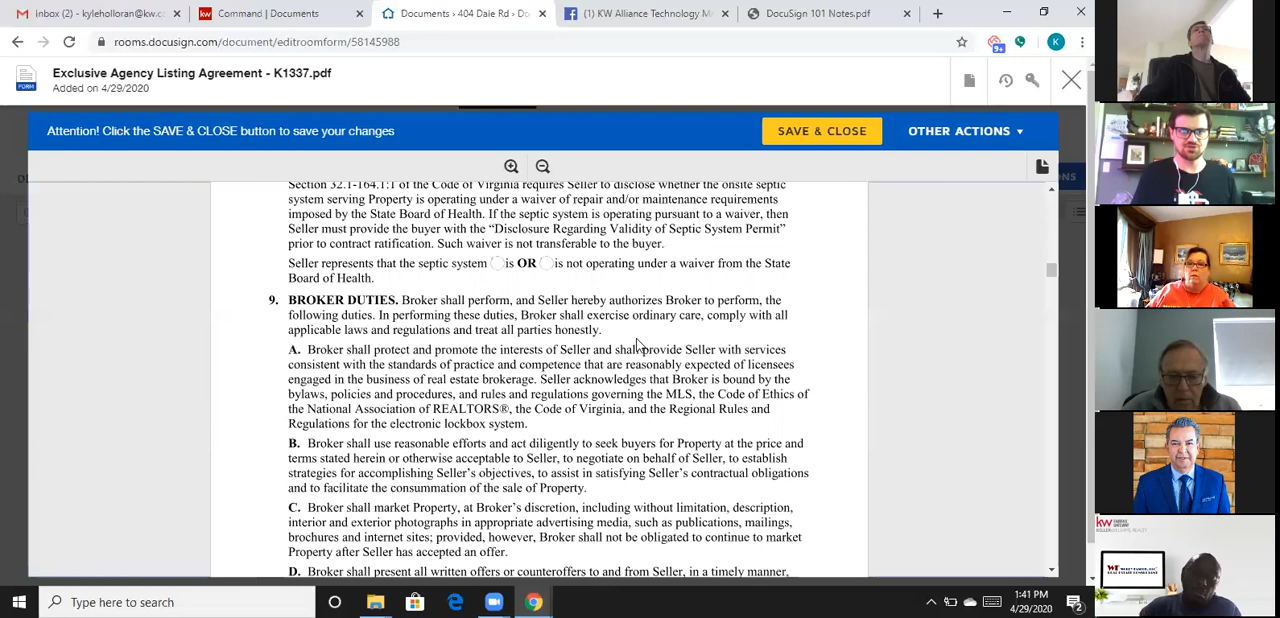 Inbox (2) - kyleholloran@kw.c
Command | Documents
Documents › 404 Dale Rd › Do
(1) KW Alliance Technology M
DocuSign 101 Notes.pdf
rooms.docusign.com/document/editroomform/58145988
9+
K
FORM
Exclusive Agency Listing Agreement - K1337.pdf
Added on 4/29/2020
Attention! Click the SAVE & CLOSE button to save your changes
SAVE & CLOSE
OTHER ACTIONS
Section 32.1-164.1:1 of the Code of Virginia requires Seller to disclose whether the onsite septic
system serving Property is operating under a waiver of repair and/or maintenance requirements
imposed by the State Board of Health. If the septic system is operating pursuant to a waiver, then
Seller must provide the buyer with the “Disclosure Regarding Validity of Septic System Permit”
prior to contract ratification. Such waiver is not transferable to the buyer.
Seller represents that the septic system is OR is not operating under a waiver from the State
Board of Health.
9. BROKER DUTIES. Broker shall perform, and Seller hereby authorizes Broker to perform, the
following duties. In performing these duties, Broker shall exercise ordinary care, comply with all
applicable laws and regulations and treat all parties honestly.
A. Broker shall protect and promote the interests of Seller and shall provide Seller with services
consistent with the standards of practice and competence that are reasonably expected of licensees
engaged in the business of real estate brokerage. Seller acknowledges that Broker is bound by the
bylaws, policies and procedures, and rules and regulations governing the MLS, the Code of Ethics of
the National Association of REALTORS®, the Code of Virginia, and the Regional Rules and
Regulations for the electronic lockbox system.
B. Broker shall use reasonable efforts and act diligently to seek buyers for Property at the price and
terms stated herein or otherwise acceptable to Seller, to negotiate on behalf of Seller, to establish
strategies for accomplishing Seller’s objectives, to assist in satisfying Seller’s contractual obligations
and to facilitate the consummation of the sale of Property.
C. Broker shall market Property, at Broker’s discretion, including without limitation, description,
interior and exterior photographs in appropriate advertising media, such as publications, mailings,
brochures and internet sites, provided, however, Broker shall not be obligated to continue to market
Property after Seller has accepted an offer.
D. Broker shall present all written offers or counteroffers to and from Seller, in a timely manner,
kw
Type here to search
1:41 PM
4/29/2020
2